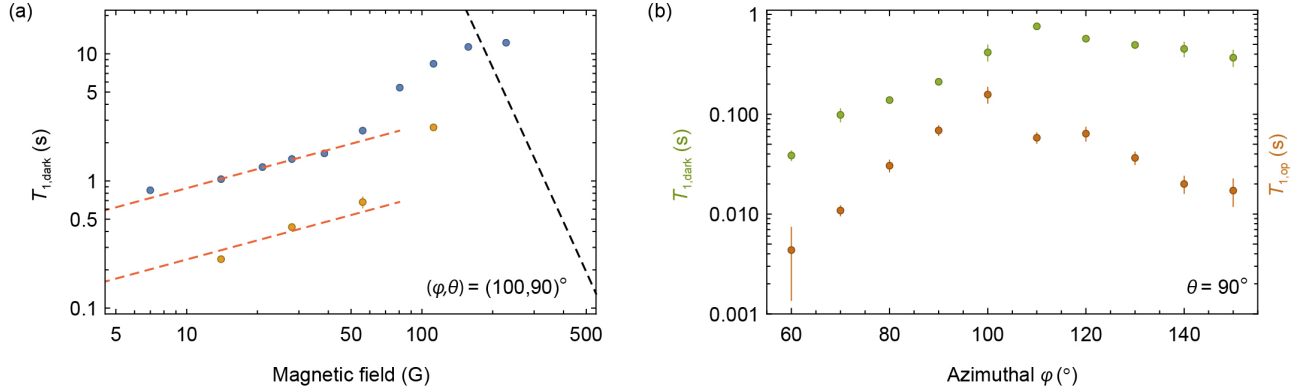 (a)
10
5
1
0.5
0.1
T1,dark (s)
5
10
50
100
500
Magnetic field (G)
(φ,θ) = (100,90)°
(b)
1
0.100
0.010
0.001
T1,dark (s)
T1,op (s)
60
80
100
120
140
Azimuthal φ (°)
θ = 90°